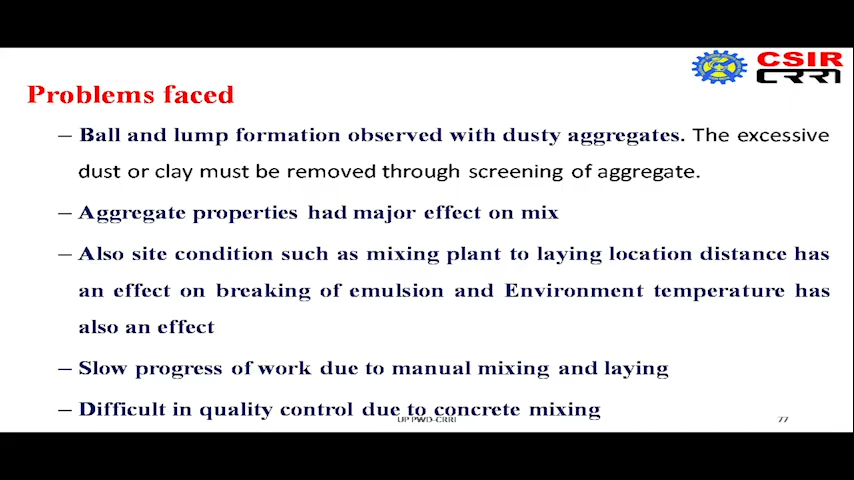 CSIR
CRRI
Problems faced
– Ball and lump formation observed with dusty aggregates. The excessive
dust or clay must be removed through screening of aggregate.
– Aggregate properties had major effect on mix
– Also site condition such as mixing plant to laying location distance has
an effect on breaking of emulsion and Environment temperature has
also an effect
– Slow progress of work due to manual mixing and laying
– Difficult in quality control due to concrete mixing
UP PWD-CRRI
77